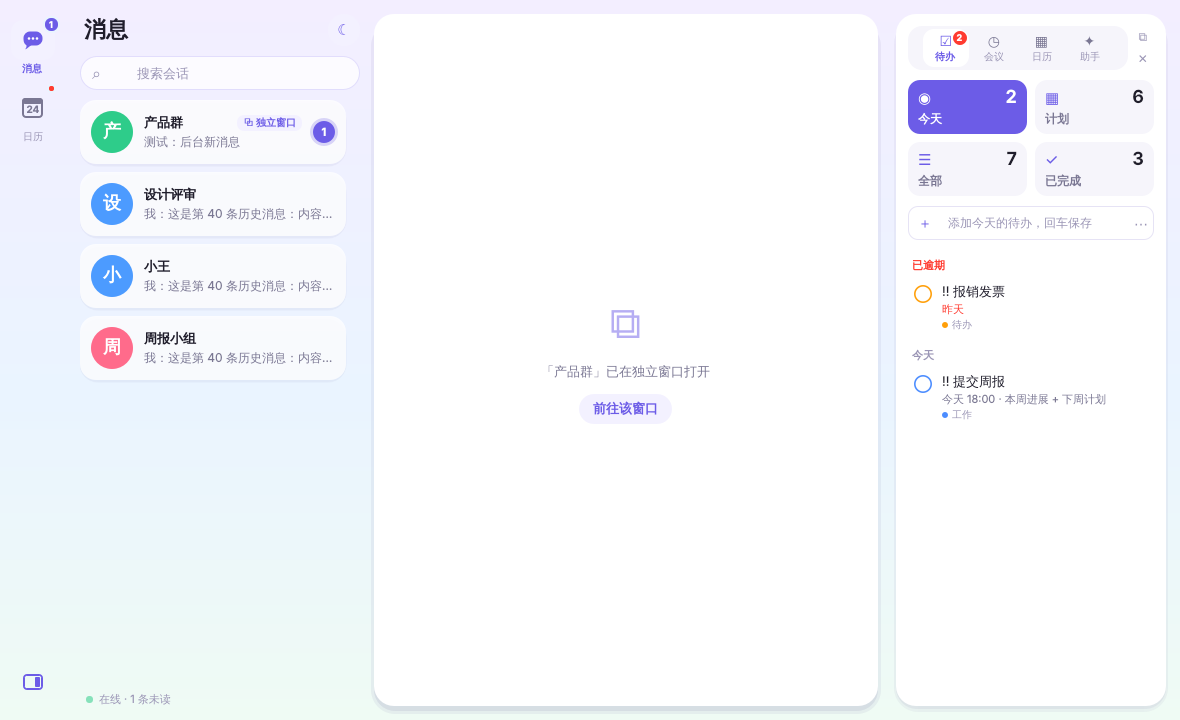 1
消息
24
日历
消息
搜索会话
产
产品群
独立窗口
测试：后台新消息
1
设
设计评审
我：这是第 40 条历史消息：内容...
小
小王
我：这是第 40 条历史消息：内容...
周
周报小组
我：这是第 40 条历史消息：内容...
在线 · 1 条未读
「产品群」已在独立窗口打开
前往该窗口
2
待办
会议
日历
助手
2
今天
6
计划
7
全部
3
已完成
+ 添加今天的待办，回车保存 ···
已逾期
!! 报销发票
昨天
待办
今天
!! 提交周报
今天 18:00 · 本周进展 + 下周计划
工作